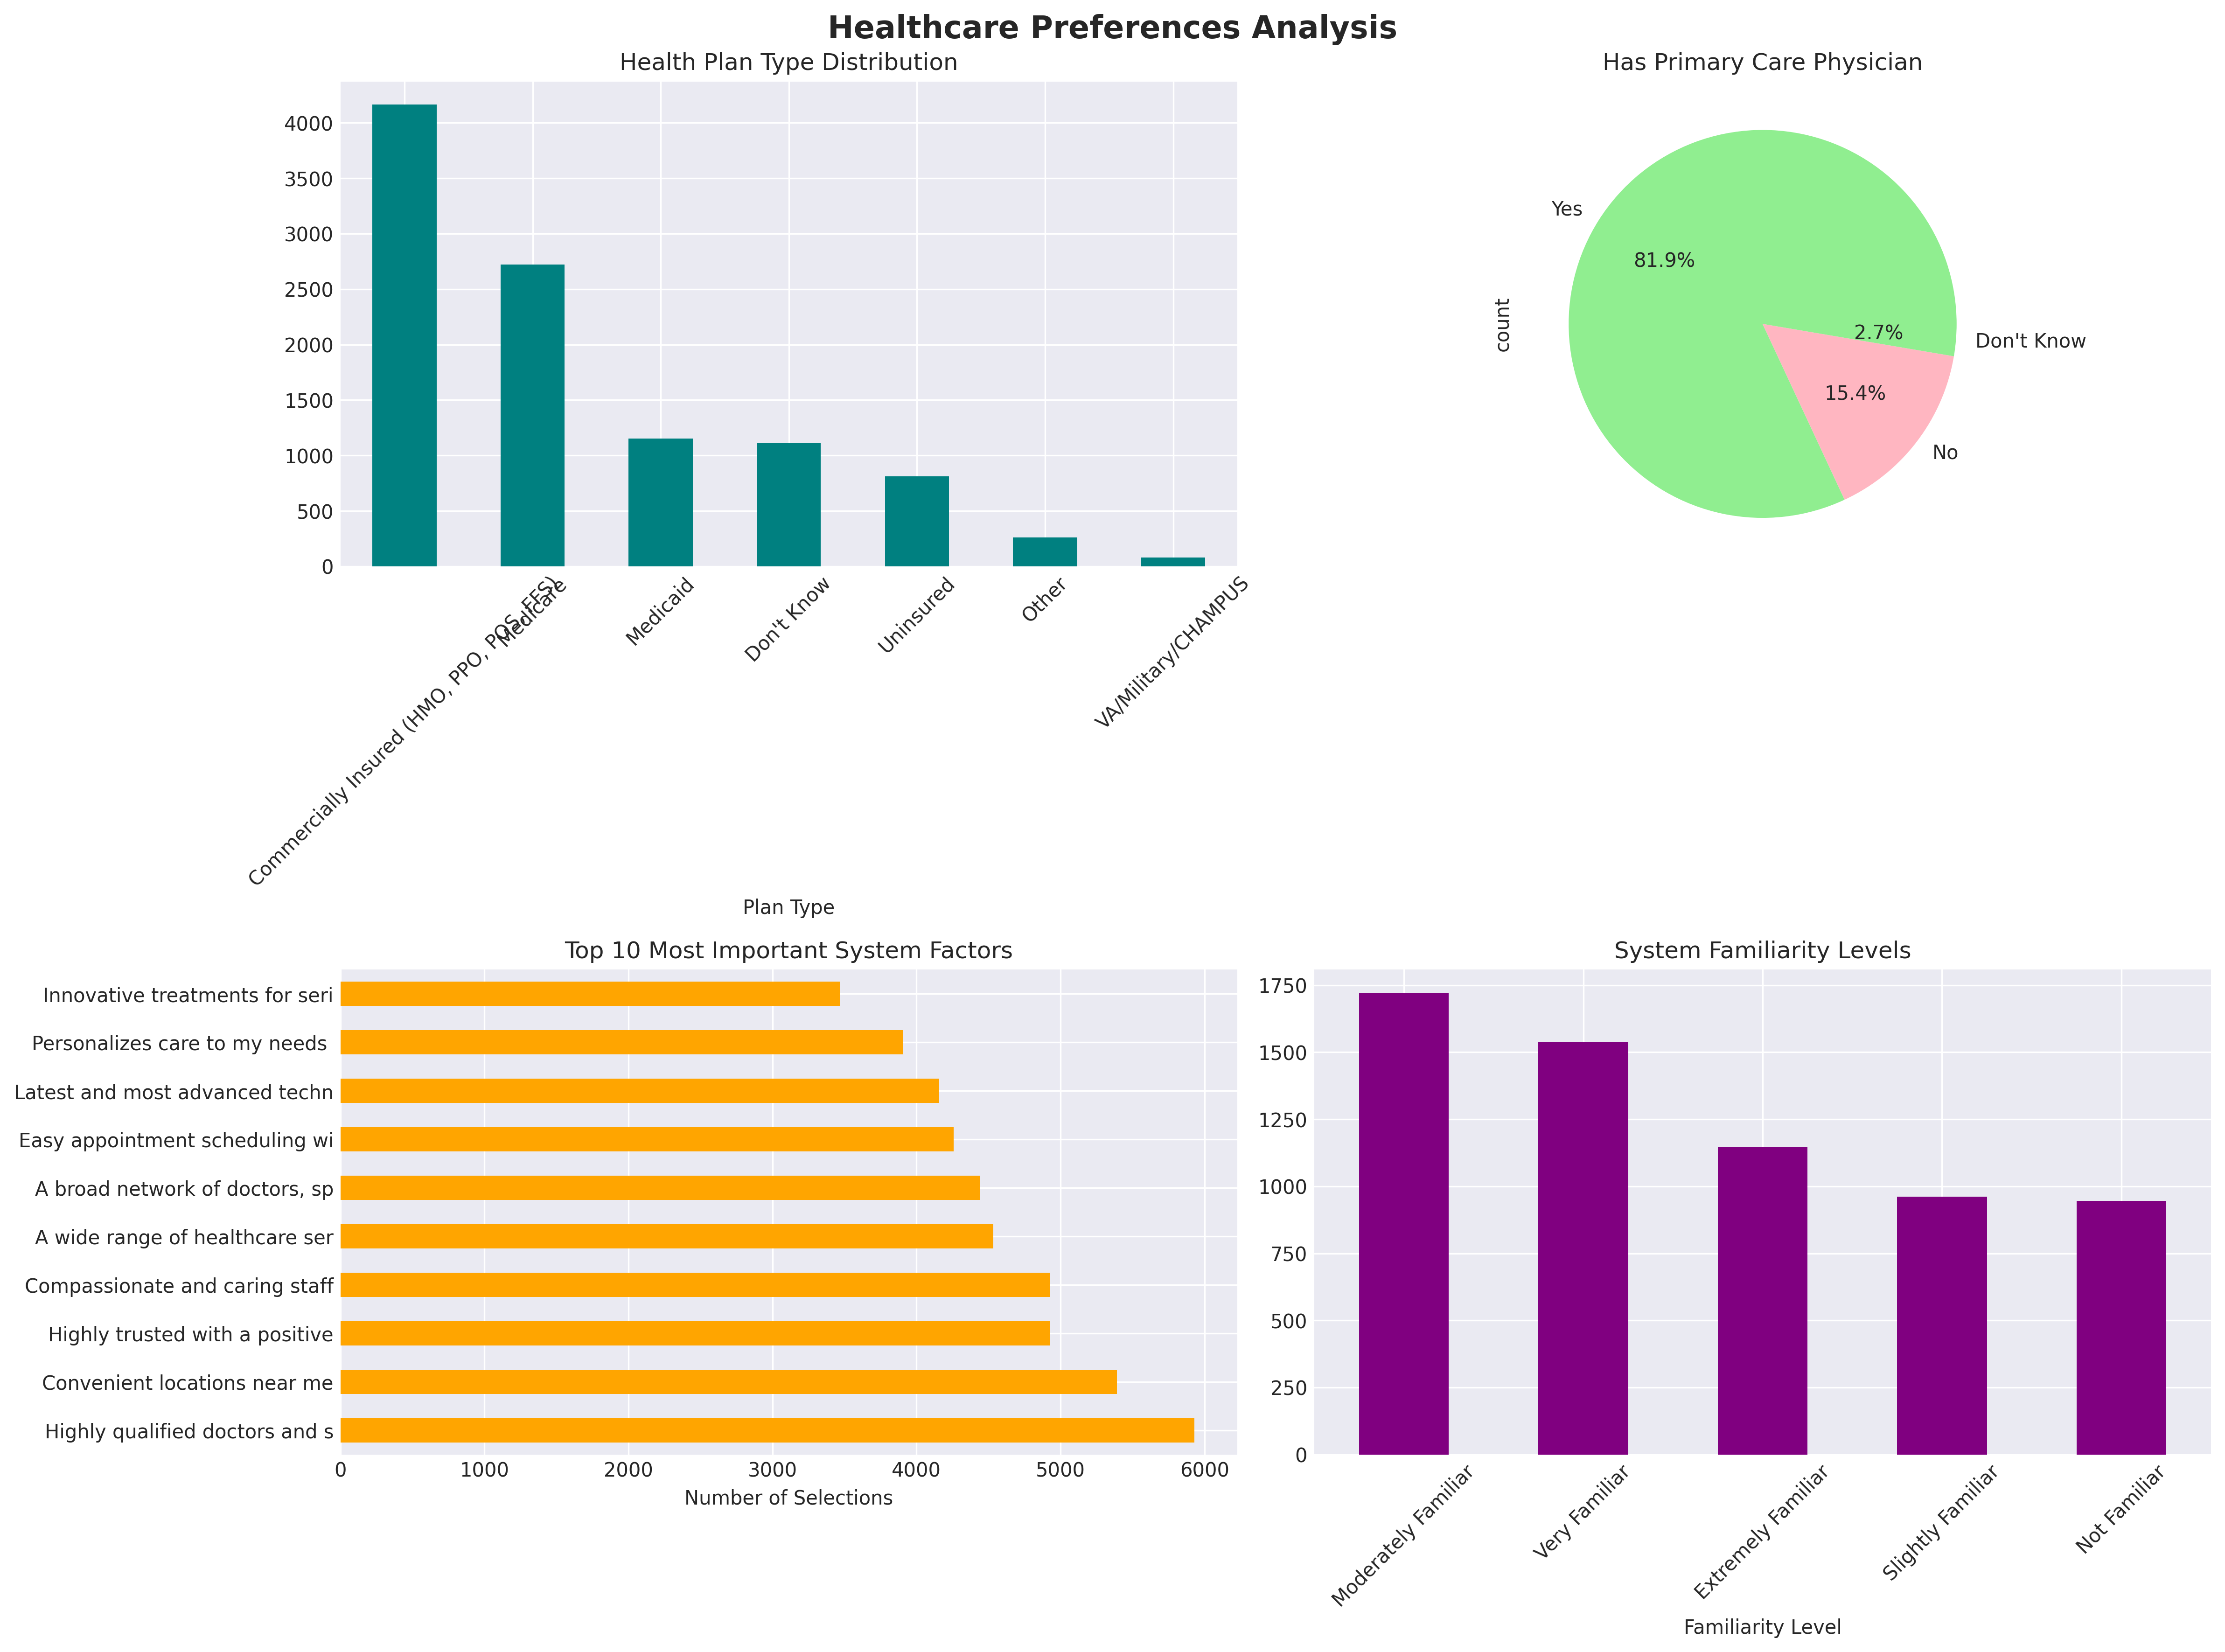 Healthcare Preferences Analysis
Health Plan Type Distribution
4000
3500
3000
2500
2000
1500
1000
500
0
Commercially Insured (HMO, PPO, POS, FFS)
Medicare
Medicaid
Don't Know
Uninsured
Other
VA/Military/CHAMPUS
Plan Type
Has Primary Care Physician
count
Yes
81.9%
2.7%
Don't Know
15.4%
No
Top 10 Most Important System Factors
Innovative treatments for seri
Personalizes care to my needs
Latest and most advanced techn
Easy appointment scheduling wi
A broad network of doctors, sp
A wide range of healthcare ser
Compassionate and caring staff
Highly trusted with a positive
Convenient locations near me
Highly qualified doctors and s
0 1000 2000 3000 4000 5000 6000
Number of Selections
System Familiarity Levels
1750
1500
1250
1000
750
500
250
0
Moderately Familiar
Very Familiar
Extremely Familiar
Slightly Familiar
Not Familiar
Familiarity Level